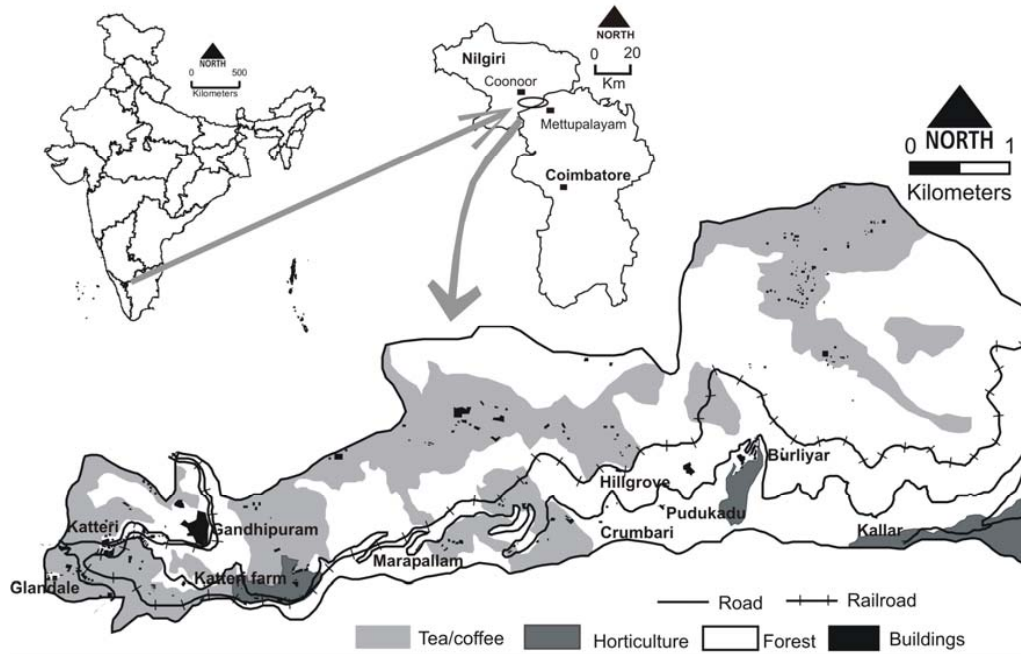 NORTH
0 500
Kilometers
Nilgiri
Coonoor
Mettupalayam
Coimbatore
NORTH
0 20
Km
NORTH
0 1
Kilometers
Burliyar
Hillgrove
Pudukadu
Katteri
Gandhipuram
Crumbari
Kallar
Marapallam
Katteri farm
Glandale
Road
Railroad
Tea/coffee
Horticulture
Forest
Buildings